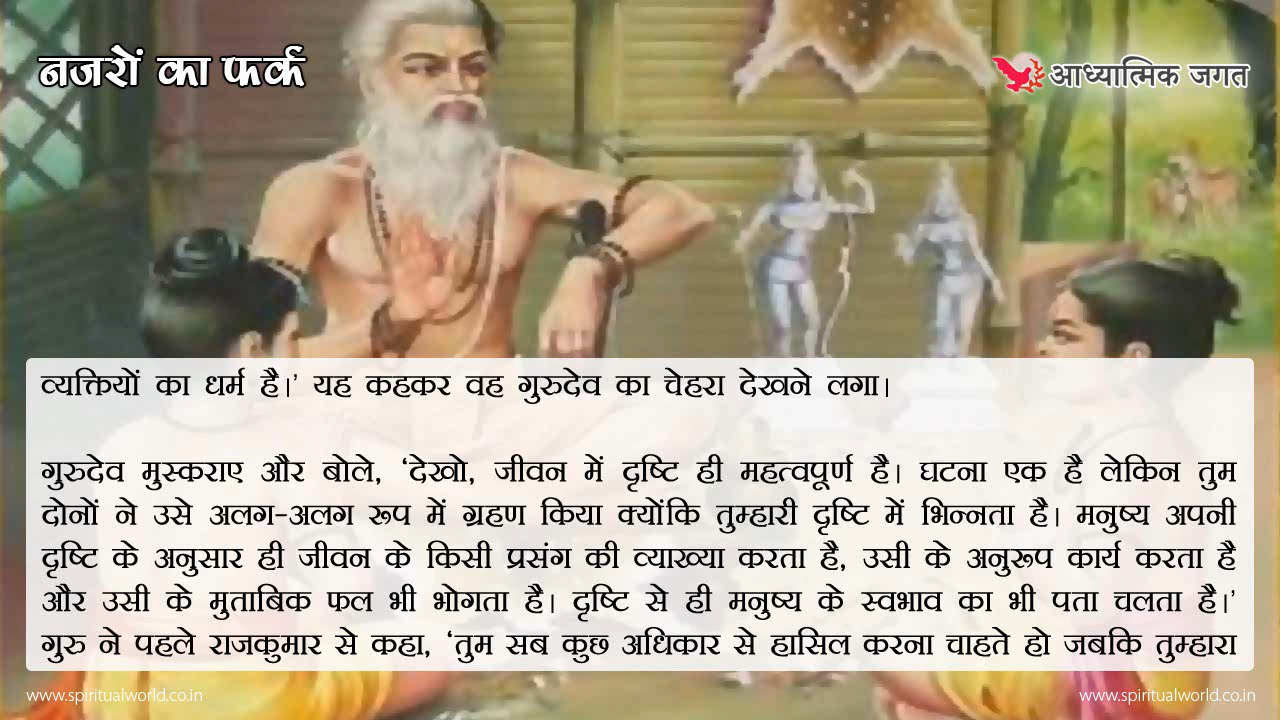 नजरों का फर्क
आध्यात्मिक जगत
व्यक्तियों का धर्म है।’ यह कहकर वह गुरुदेव का चेहरा देखने लगा।
गुरुदेव मुस्कराए और बोले, ‘देखो, जीवन में दृष्टि ही महत्वपूर्ण है। घटना एक है लेकिन तुम
दोनों ने उसे अलग-अलग रूप में ग्रहण किया क्योंकि तुम्हारी दृष्टि में भिन्नता है। मनुष्य अपनी
दृष्टि के अनुसार ही जीवन के किसी प्रसंग की व्याख्या करता है, उसी के अनुरूप कार्य करता है
और उसी के मुताबिक फल भी भोगता है। दृष्टि से ही मनुष्य के स्वभाव का भी पता चलता है।’
गुरु ने पहले राजकुमार से कहा, ‘तुम सब कुछ अधिकार से हासिल करना चाहते हो जबकि तुम्हारा
www.spiritualworld.co.in
www.spiritualworld.co.in